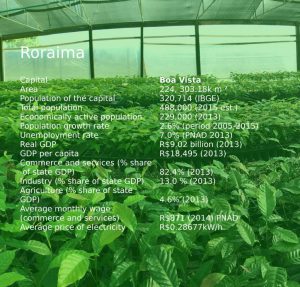 Roraima
Capital Boa Vista
Area 224, 303.18k m²
Population of the capital 320,714 (IBGE)
Total population 488,000 (2015 est.)
Economically active population 229,000 (2013)
Population growth rate 2.6% (period 2005-2015)
Unemployment rate 7.0% (PNAD 2013)
Real GDP R$9.02 billion (2013)
GDP per capita R$18,495 (2013)
Commerce and services (% share
of state GDP) 82.4% (2013)
Industry (% share of state GDP) 13.0 % (2013)
Agriculture (% share of state
GDP) 4.6% (2013)
Average monthly wage
(commerce and services) R$871 (2014) PNAD
Average price of electricity R$0.28677kW/h